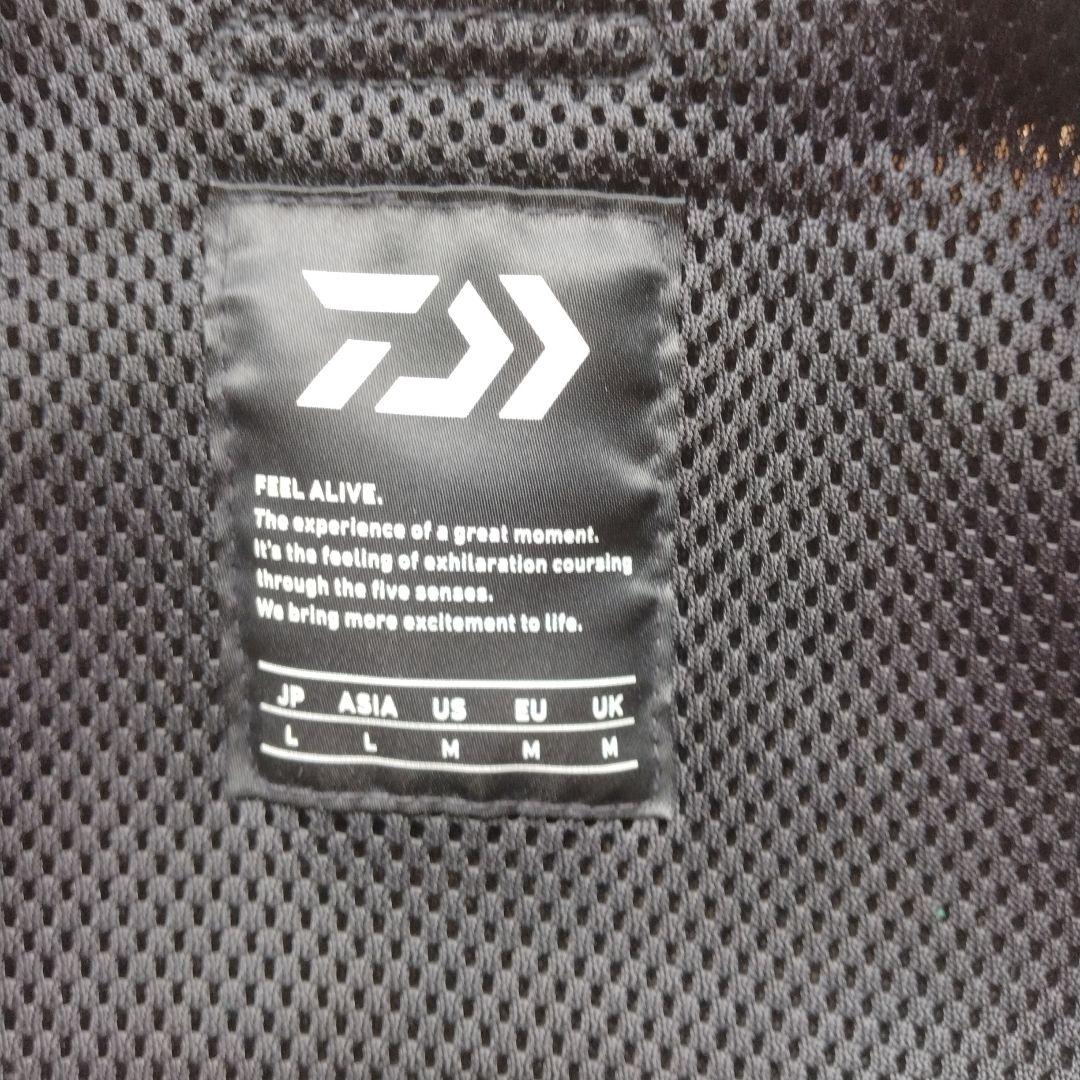 FEEL ALIVE.
The experience of a great moment.
It's the feeling of exhilaration coursing
through the five senses.
We bring more excitement to life.
JP ASIA US EU UK
L L M M M